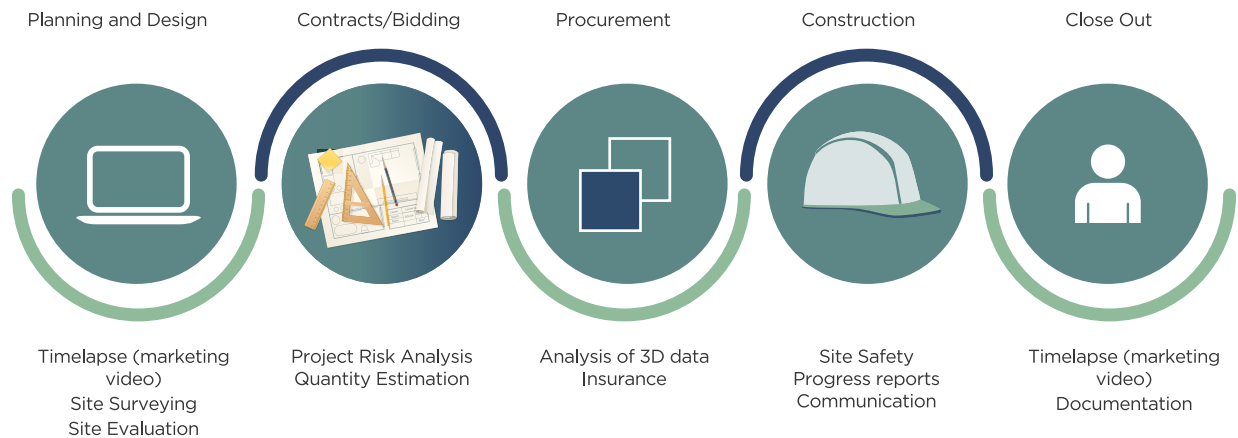 Planning and Design
Contracts/Bidding
Procurement
Construction
Close Out
Timelapse (marketing
video)
Site Surveying
Site Evaluation
Project Risk Analysis
Quantity Estimation
Analysis of 3D data
Insurance
Site Safety
Progress reports
Communication
Timelapse (marketing
video)
Documentation